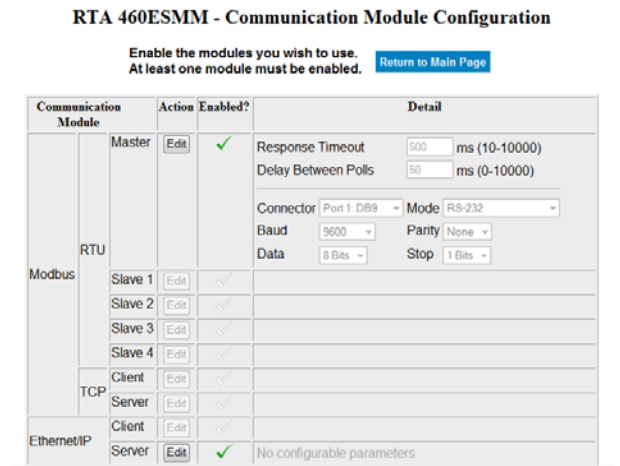 RTA 460ESMM - Communication Module Configuration
Enable the modules you wish to use.
At least one module must be enabled.
Return to Main Page
Communication Module Action Enabled? Detail
Modbus
RTU
Master Edit
Response Timeout 500 ms (10-10000)
Delay Between Polls 50 ms (0-10000)
Connector Port 1: DB9 Mode RS-232
Baud 9600 Parity None
Data 8 Bits Stop 1 Bits
Slave 1 Edit
Slave 2 Edit
Slave 3 Edit
Slave 4 Edit
TCP
Client Edit
Server Edit
Ethernet/IP
Client Edit
Server Edit No configurable parameters